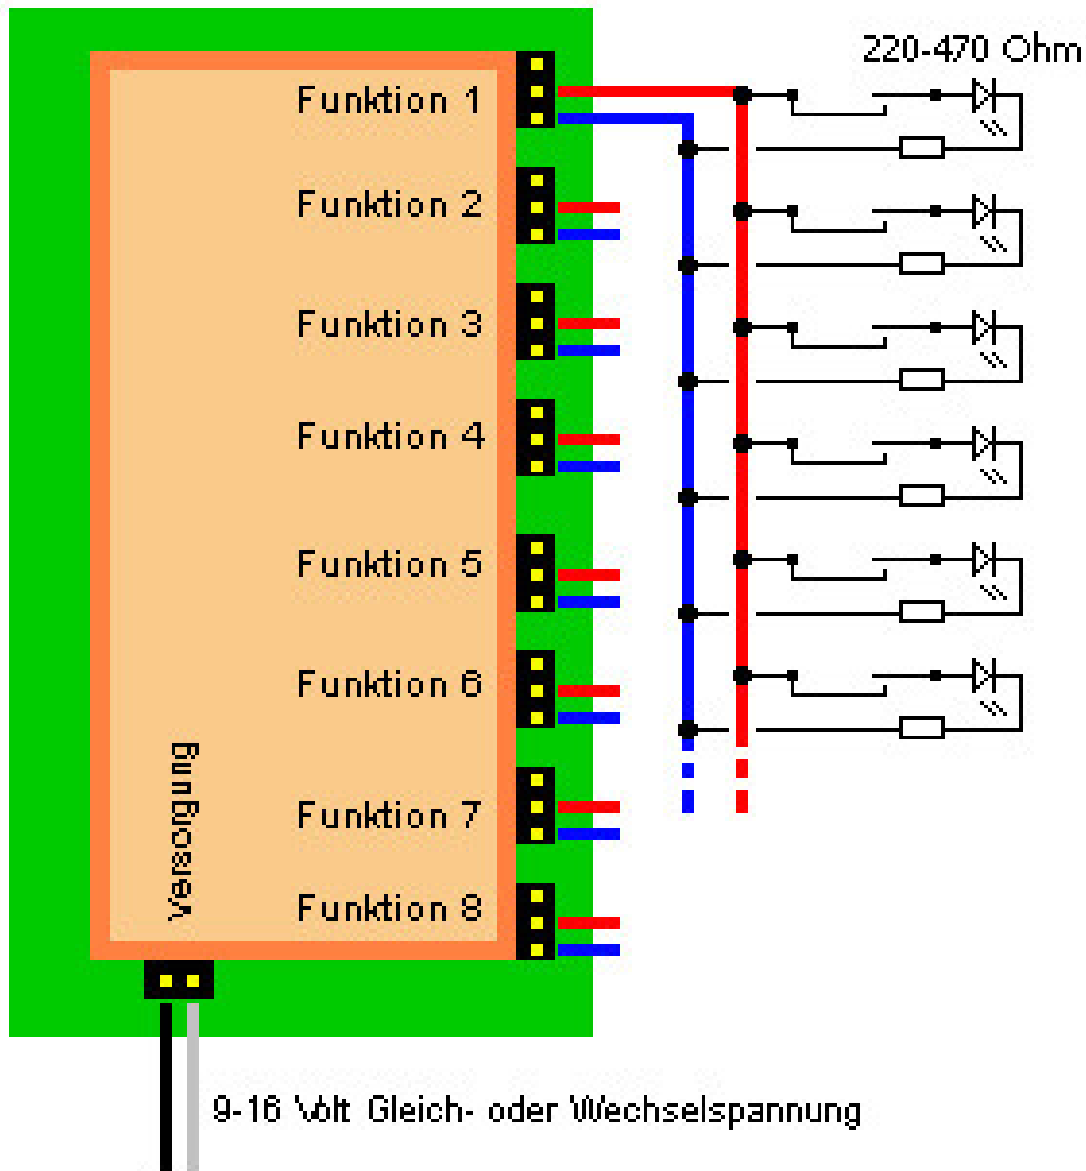 220-470 Ohm
Funktion 1
Funktion 2
Funktion 3
Funktion 4
Funktion 5
Funktion 6
Funktion 7
Funktion 8
Versorgung
9-16 Volt Gleich- oder Wechselspannung